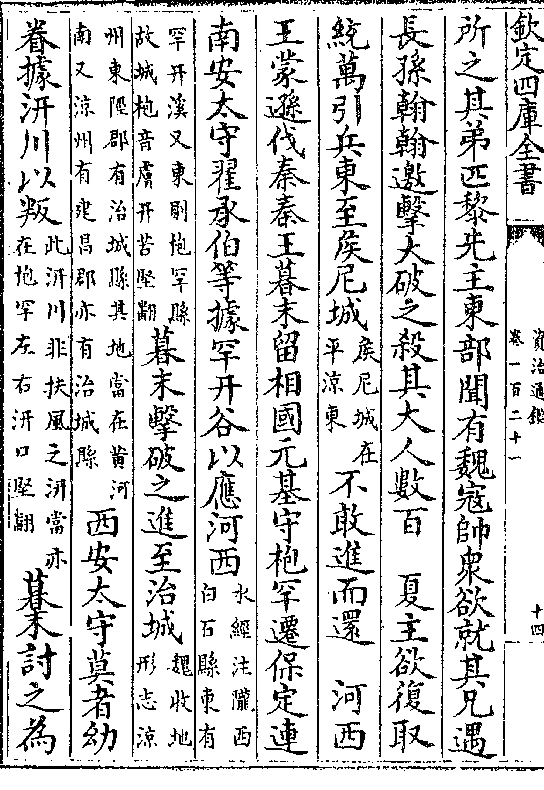 欽定四庫全書
資治通鑑
卷一百二十一
十四
所之其弟匹黎先主東部聞有魏寇帥衆欲就其兄遇
長孫翰翰邀擊大破之殺其大人數百 夏主欲復取
統萬引兵東至侯尼城侯尼城在平涼東不敢進而還 河西
王蒙遜伐秦秦王暮末留相國元基守枹罕遷保定連
南安太守翟承伯等據罕幵谷以應河西水經注隴西白石縣東有
罕幵溪又東則枹罕縣故城枹音膚幵苦堅翻暮末擊破之進至治城魏收地形志涼
州東陘郡有治城縣其地當在黄河南又涼州有建昌郡亦有治城縣西安太守莫者幼
眷據汧川以叛此汧川非扶風之汧當亦在枹罕左右汧口堅翻暮末討之為